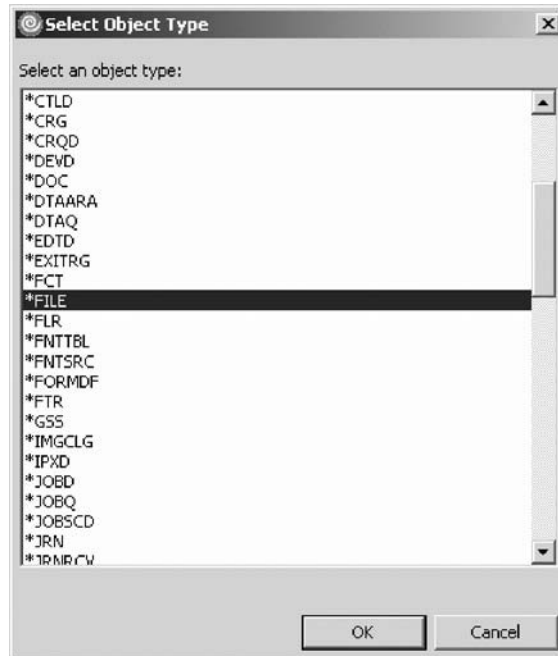 Select Object Type
Select an object type:
*CTLD
*CRG
*CRQD
*DEVD
*DOC
*DTAARA
*DTAQ
*EDTD
*EXITRG
*FCT
*FILE
*FLR
*FNTTBL
*FNTSRC
*FORMDF
*FTR
*GSS
*IMGCLG
*IPXD
*JOBD
*JOBQ
*JOBSCD
*JRN
*JRNRCV
OK Cancel